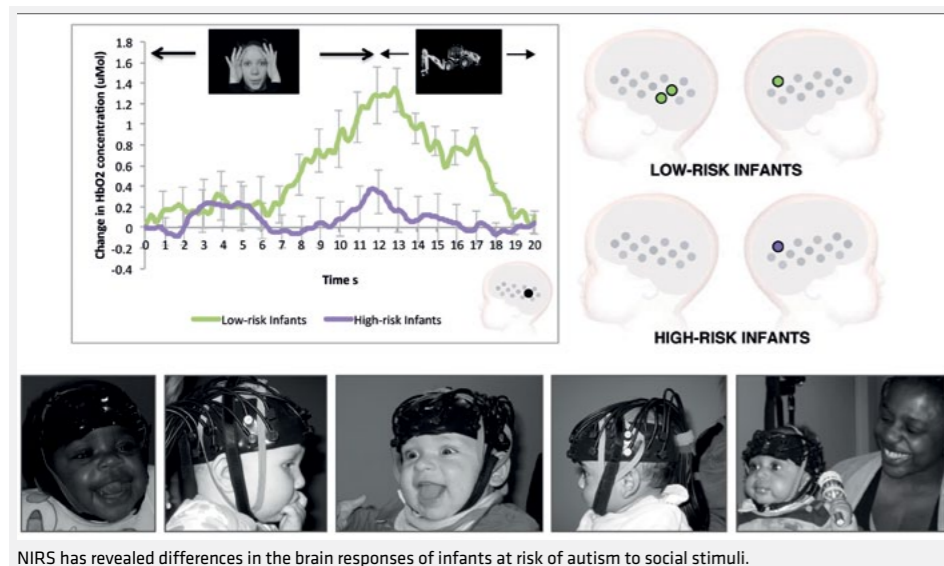 1.8
1.6
1.4
1.2
1
0.8
0.6
0.4
0.2
0
-0.2
-0.4
Change in HbO2 concentration (uMol)
0 1 2 3 4 5 6 7 8 9 10 11 12 13 14 15 16 17 18 19 20
Time s
Low-risk Infants High-risk Infants
LOW-RISK INFANTS
HIGH-RISK INFANTS
NIRS has revealed differences in the brain responses of infants at risk of autism to social stimuli.